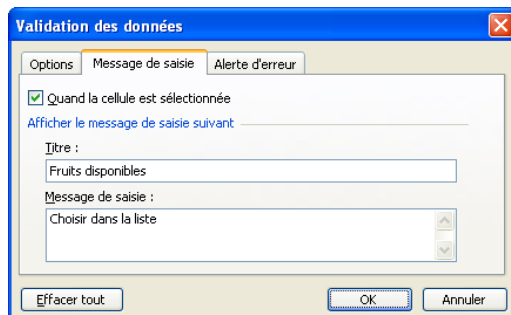 Validation des données
Options Message de saisie Alerte d'erreur
Quand la cellule est sélectionnée
Afficher le message de saisie suivant
Titre :
Fruits disponibles
Message de saisie :
Choisir dans la liste
Effacer tout OK Annuler